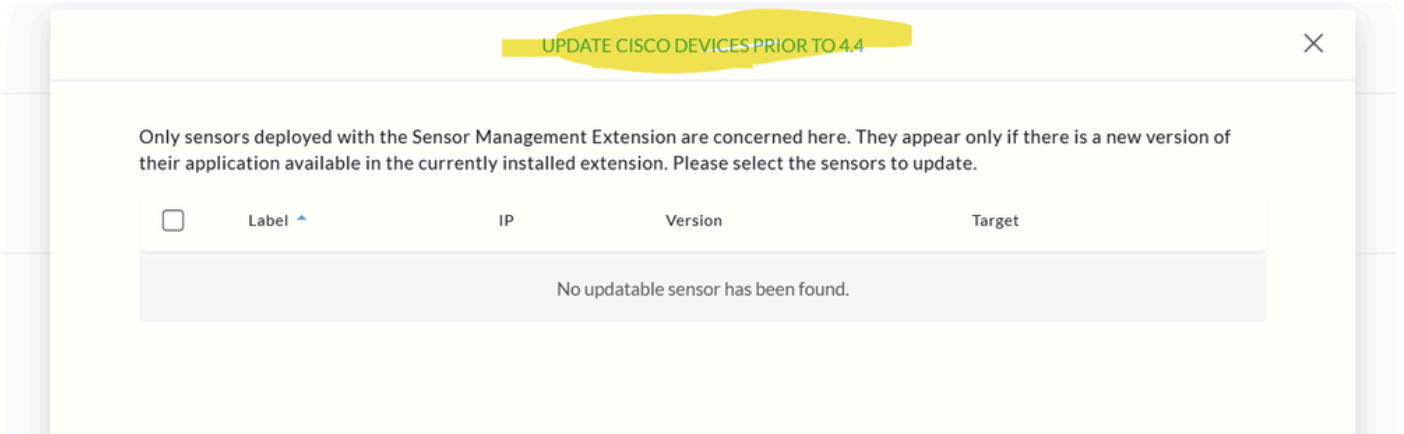 UPDATE CISCO DEVICES PRIOR TO 4.4
Only sensors deployed with the Sensor Management Extension are concerned here. They appear only if there is a new version of
their application available in the currently installed extension. Please select the sensors to update.
Label IP Version Target
No updatable sensor has been found.